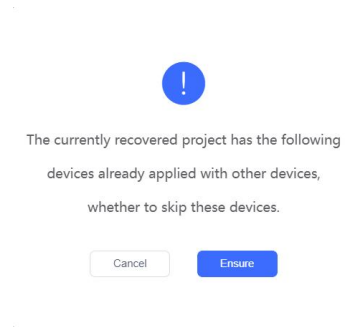 !
The currently recovered project has the following
devices already applied with other devices,
whether to skip these devices.
Cancel Ensure